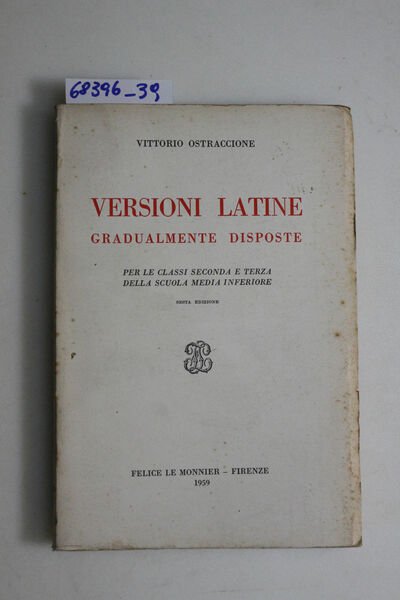 68396_39
VITTORIO OSTRACCIONE
VERSIONI LATINE
GRADUALMENTE DISPOSTE
PER LE CLASSI SECONDA E TERZA
DELLA SCUOLA MEDIA INFERIORE
SESTA EDIZIONE
FELICE LE MONNIER – FIRENZE
1959